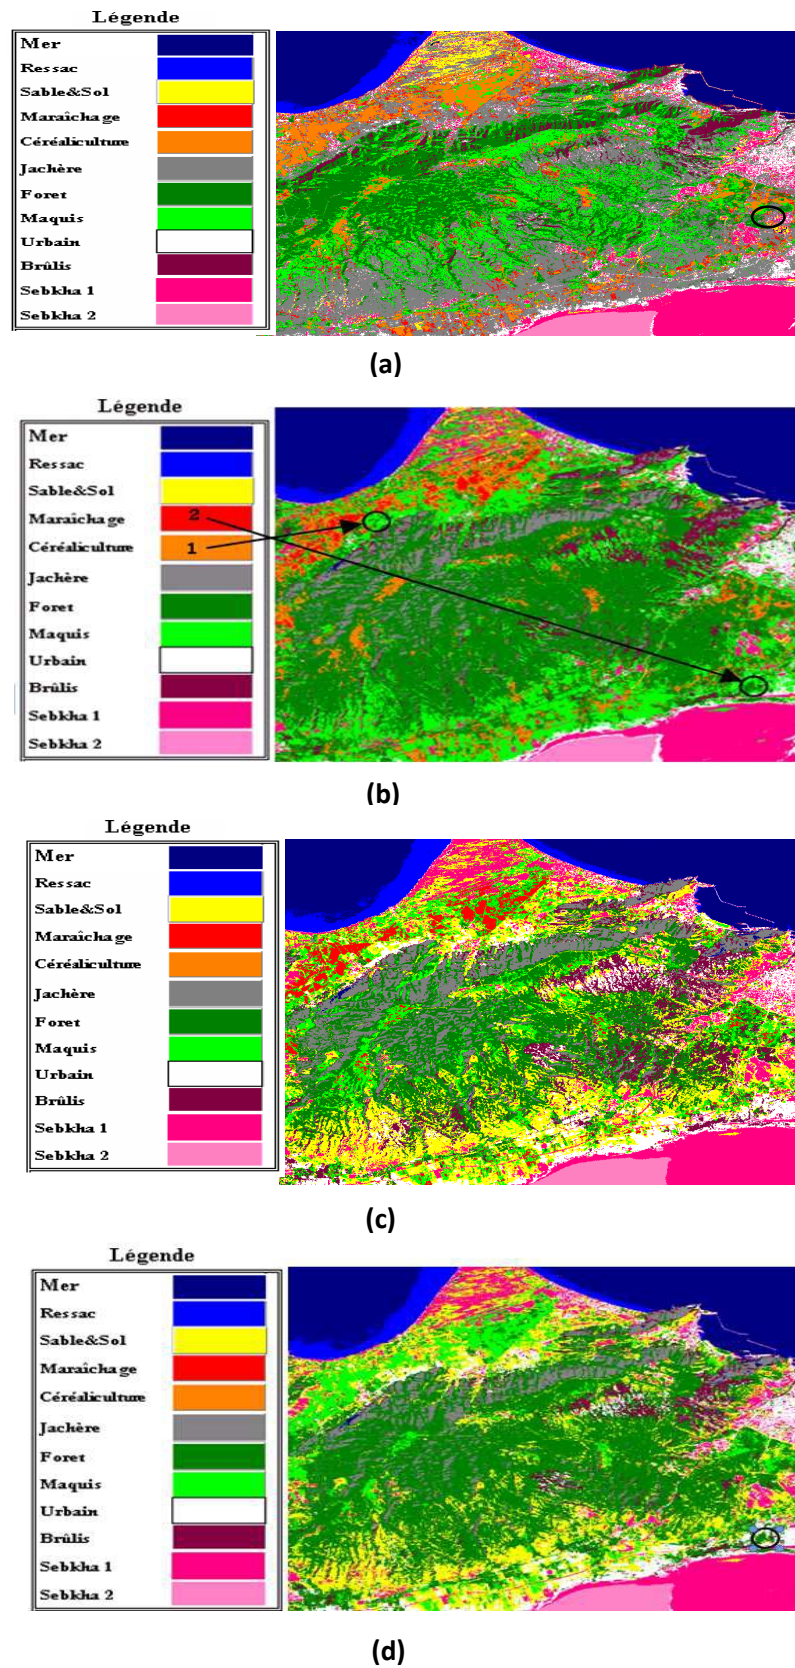 Légende
Mer
Ressac
Sable&Sol
Maraîchage
Céréaliculture
Jachère
Foret
Maquis
Urbain
Brûlis
Sebkha 1
Sebkha 2
(a)
Légende
Mer
Ressac
Sable&Sol
Maraîchage 2
Céréaliculture 1
Jachère
Foret
Maquis
Urbain
Brûlis
Sebkha 1
Sebkha 2
(b)
Légende
Mer
Ressac
Sable&Sol
Maraîchage
Céréaliculture
Jachère
Foret
Maquis
Urbain
Brûlis
Sebkha 1
Sebkha 2
(c)
Légende
Mer
Ressac
Sable&Sol
Maraîchage
Céréaliculture
Jachère
Foret
Maquis
Urbain
Brûlis
Sebkha 1
Sebkha 2
(d)